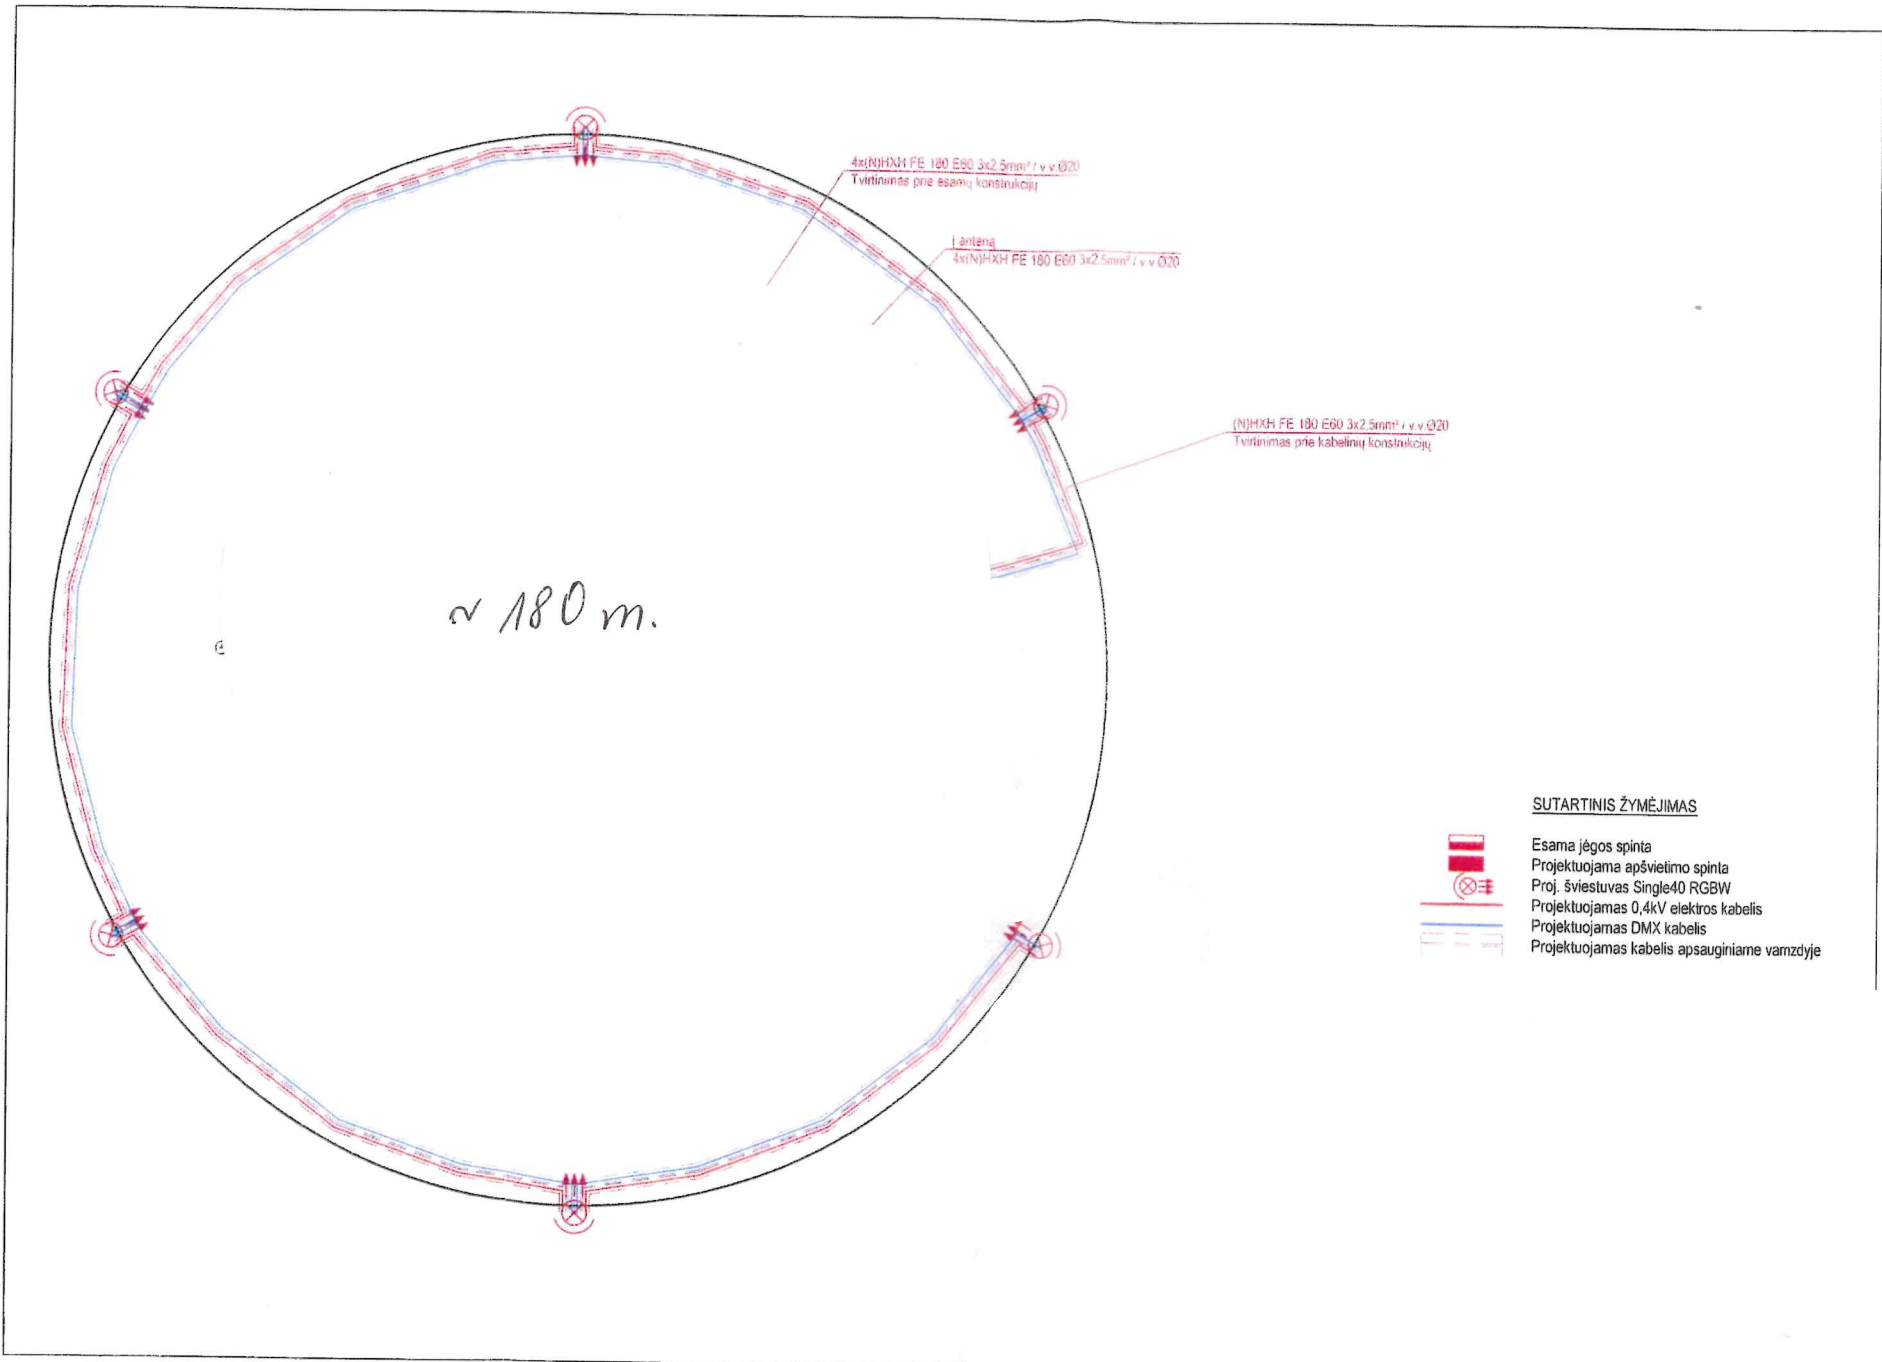 4x(N)HXH FE 180 E60 3x2,5mm² / v.v.Ø20
Tvirtinimas prie esamų konstrukcijų
Į anteną
4x(N)HXH FE 180 E60 3x2,5mm² / v.v.Ø20
(N)HXH FE 180 E60 3x2,5mm² / v.v.Ø20
Tvirtinimas prie kabelinių konstrukcijų
~ 180 m.
SUTARTINIS ŽYMĖJIMAS
Esama jėgos spinta
Projektuojama apšvietimo spinta
Proj. šviestuvas Single40 RGBW
Projektuojamas 0,4kV elektros kabelis
Projektuojamas DMX kabelis
Projektuojamas kabelis apsauginiame vamzdyje